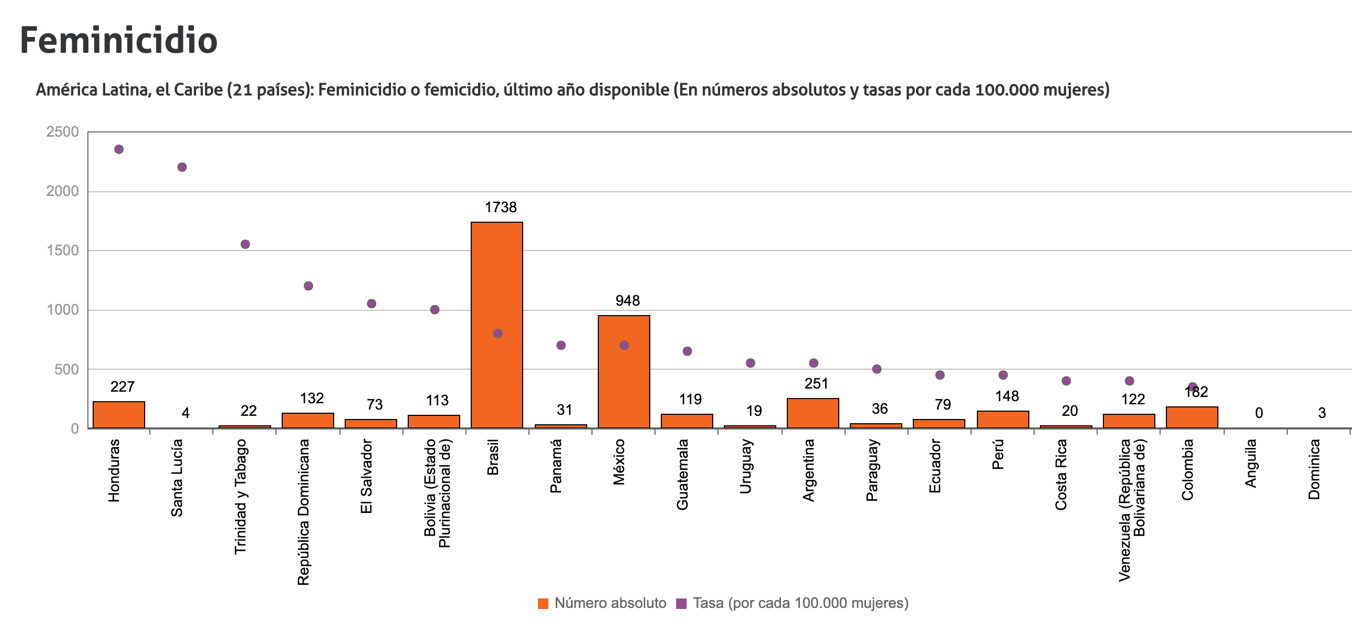 Feminicidio
América Latina, el Caribe (21 países): Feminicidio o femicidio, último año disponible (En números absolutos y tasas por cada 100.000 mujeres)
2500
2000
1500
1000
500
0
227
4
22
132
73
113
1738
31
948
119
19
251
36
79
148
20
122
182
0
3
Honduras
Santa Lucía
Trinidad y Tabago
República Dominicana
El Salvador
Bolivia (Estado
Plurinacional de)
Brasil
Panamá
México
Guatemala
Uruguay
Argentina
Paraguay
Ecuador
Perú
Costa Rica
Venezuela (República
Bolivariana de)
Colombia
Anguila
Dominica
Número absoluto
Tasa (por cada 100.000 mujeres)